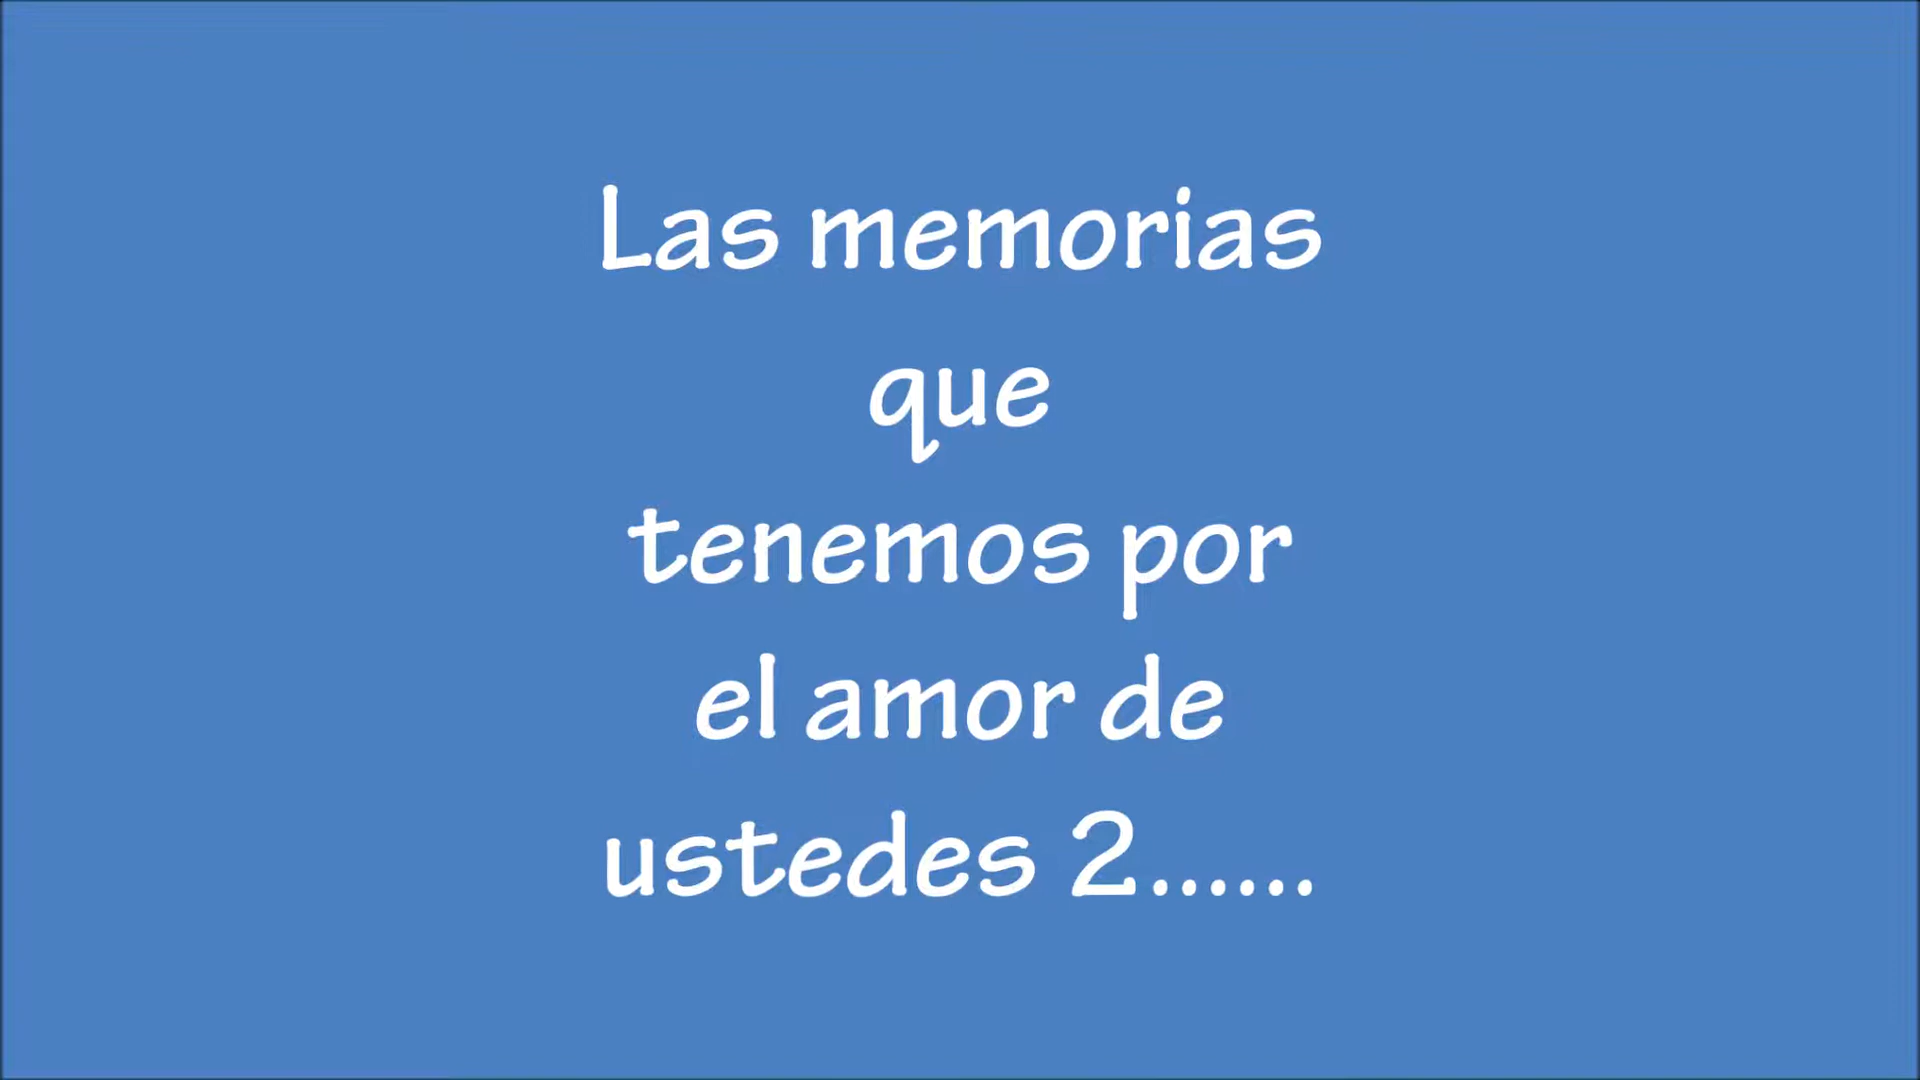 Las memorias
que
tenemos por
el amor de
ustedes 2......